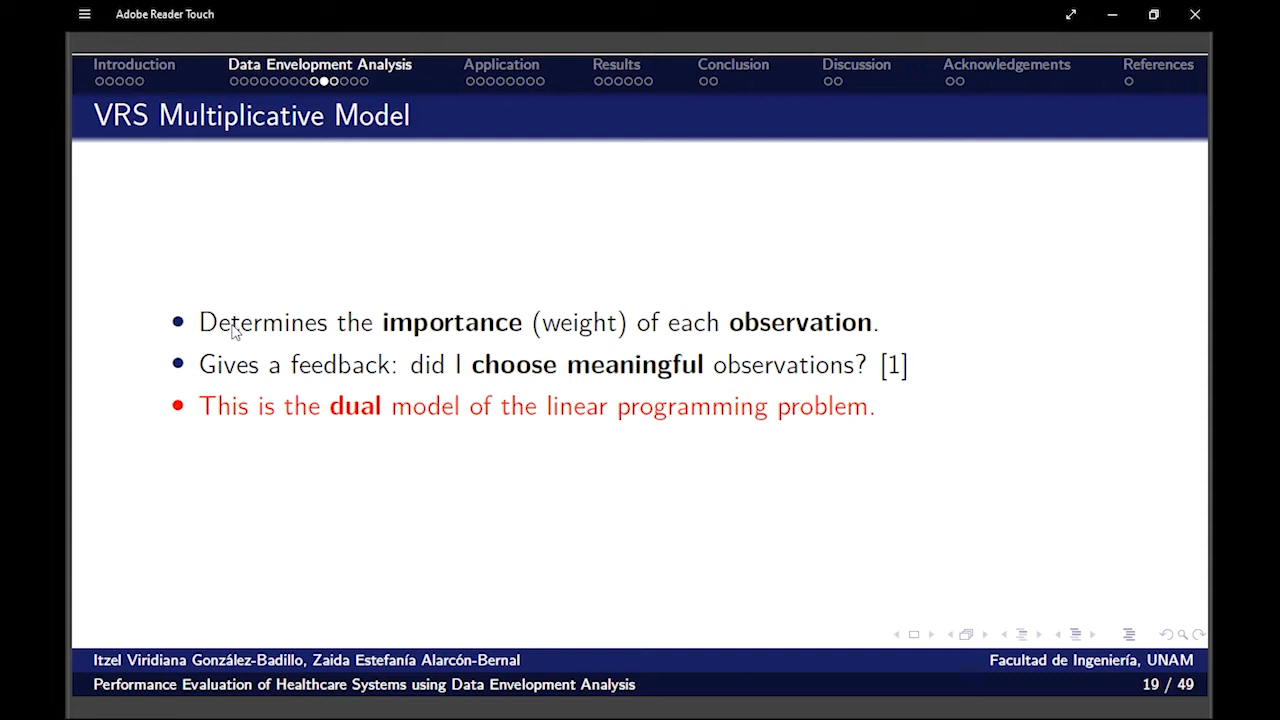 Adobe Reader Touch
Introduction Data Envelopment Analysis Application Results Conclusion Discussion Acknowledgements References
VRS Multiplicative Model
Determines the importance (weight) of each observation.
Gives a feedback: did I choose meaningful observations? [1]
This is the dual model of the linear programming problem.
Itzel Viridiana González-Badillo, Zaida Estefanía Alarcón-Bernal Facultad de Ingeniería, UNAM
Performance Evaluation of Healthcare Systems using Data Envelopment Analysis 19 / 49